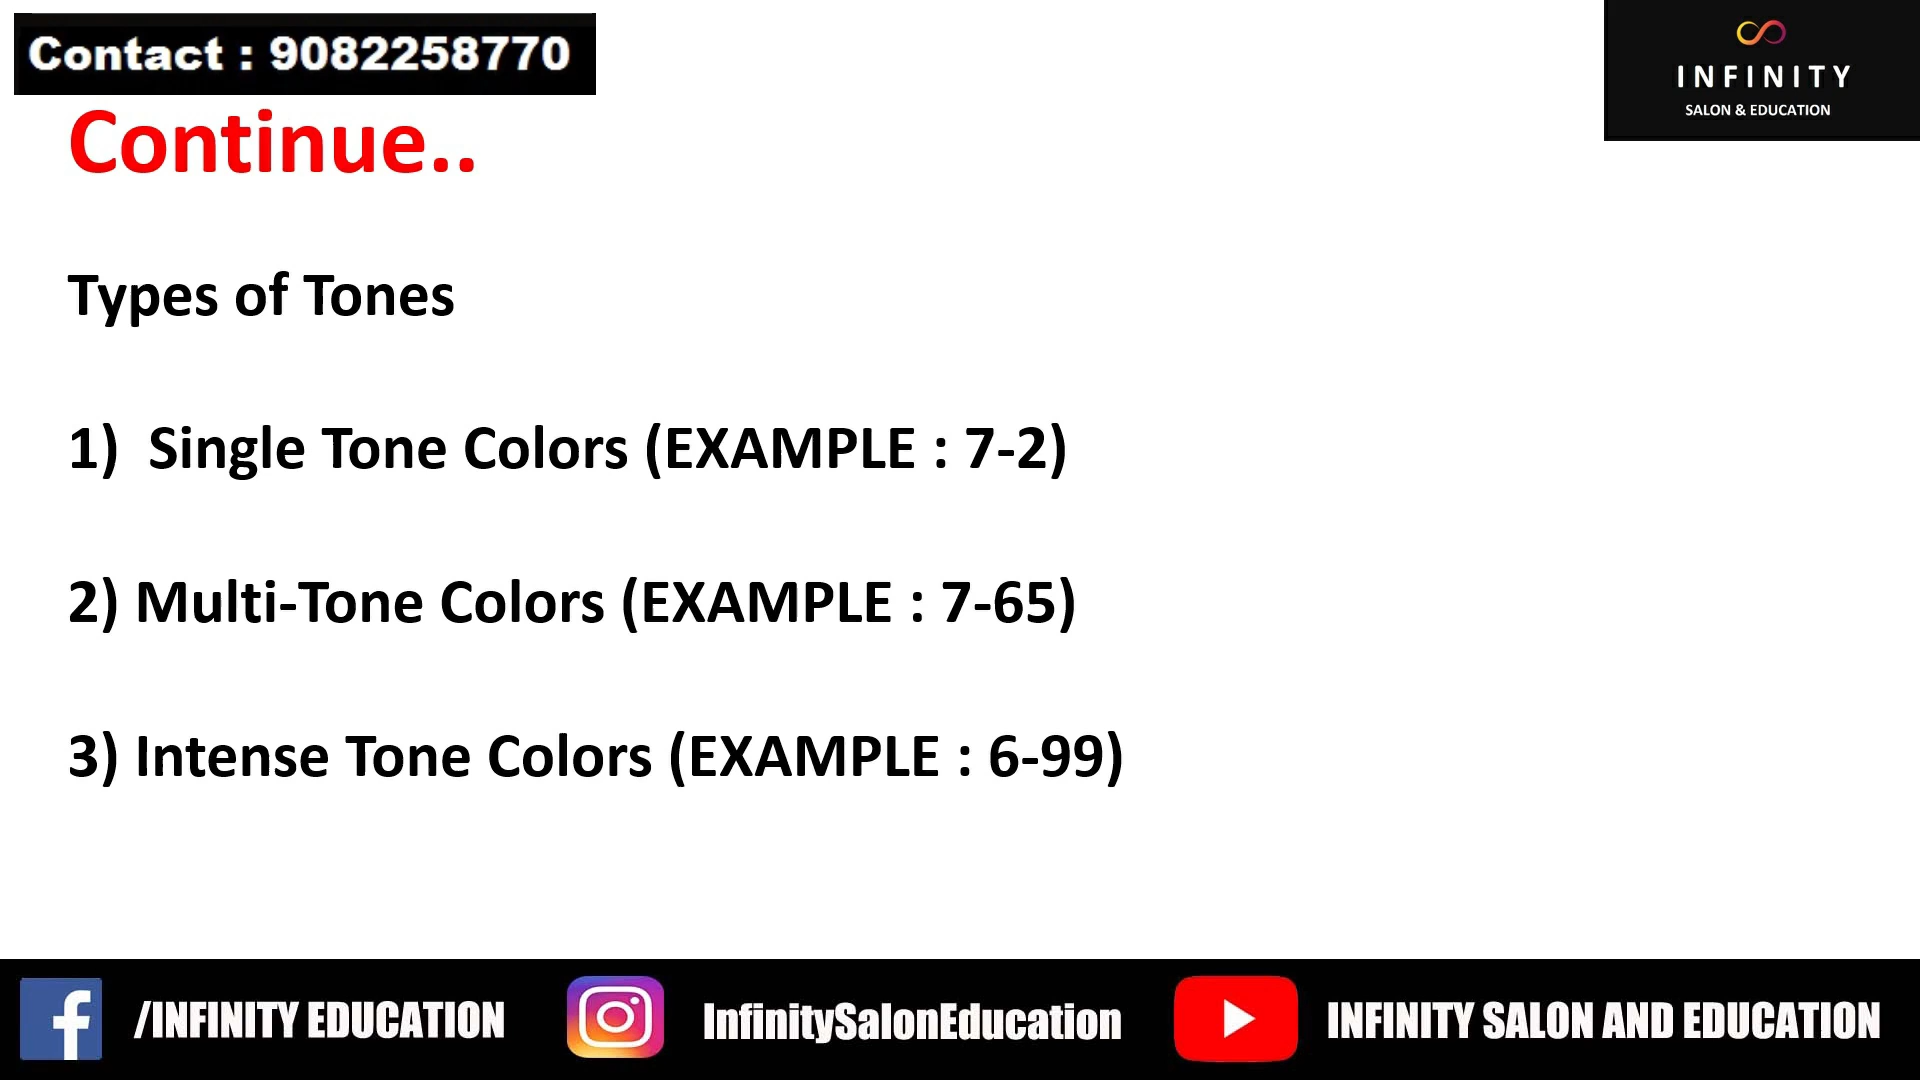 Contact : 9082258770
INFINITY
SALON & EDUCATION
Continue..
Types of Tones
1) Single Tone Colors (EXAMPLE : 7-2)
2) Multi-Tone Colors (EXAMPLE : 7-65)
3) Intense Tone Colors (EXAMPLE : 6-99)
/INFINITY EDUCATION
InfinitySalonEducation
INFINITY SALON AND EDUCATION